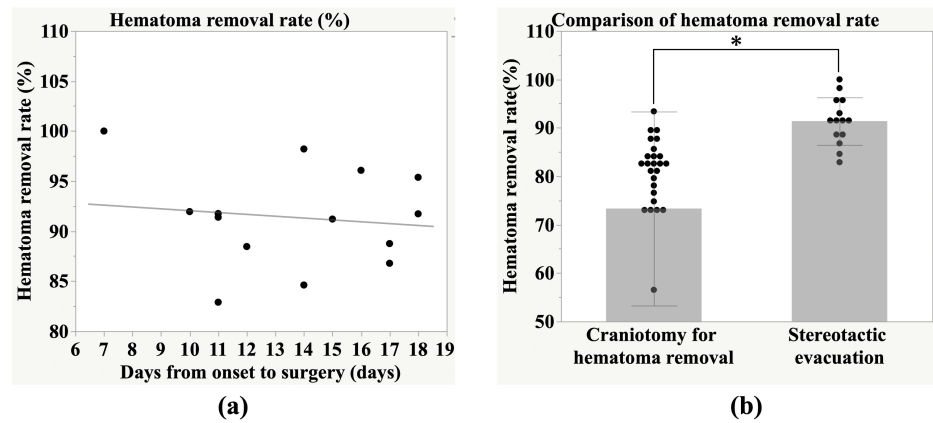 Hematoma removal rate (%)
Hematoma removal rate (%)
110
105
100
95
90
85
80
6 7 8 9 10 11 12 13 14 15 16 17 18 19
Days from onset to surgery (days)
(a)
Comparison of hematoma removal rate
Hematoma removal rate(%)
110
100
90
80
70
60
50
*
Craniotomy for
hematoma removal
Stereotactic
evacuation
(b)